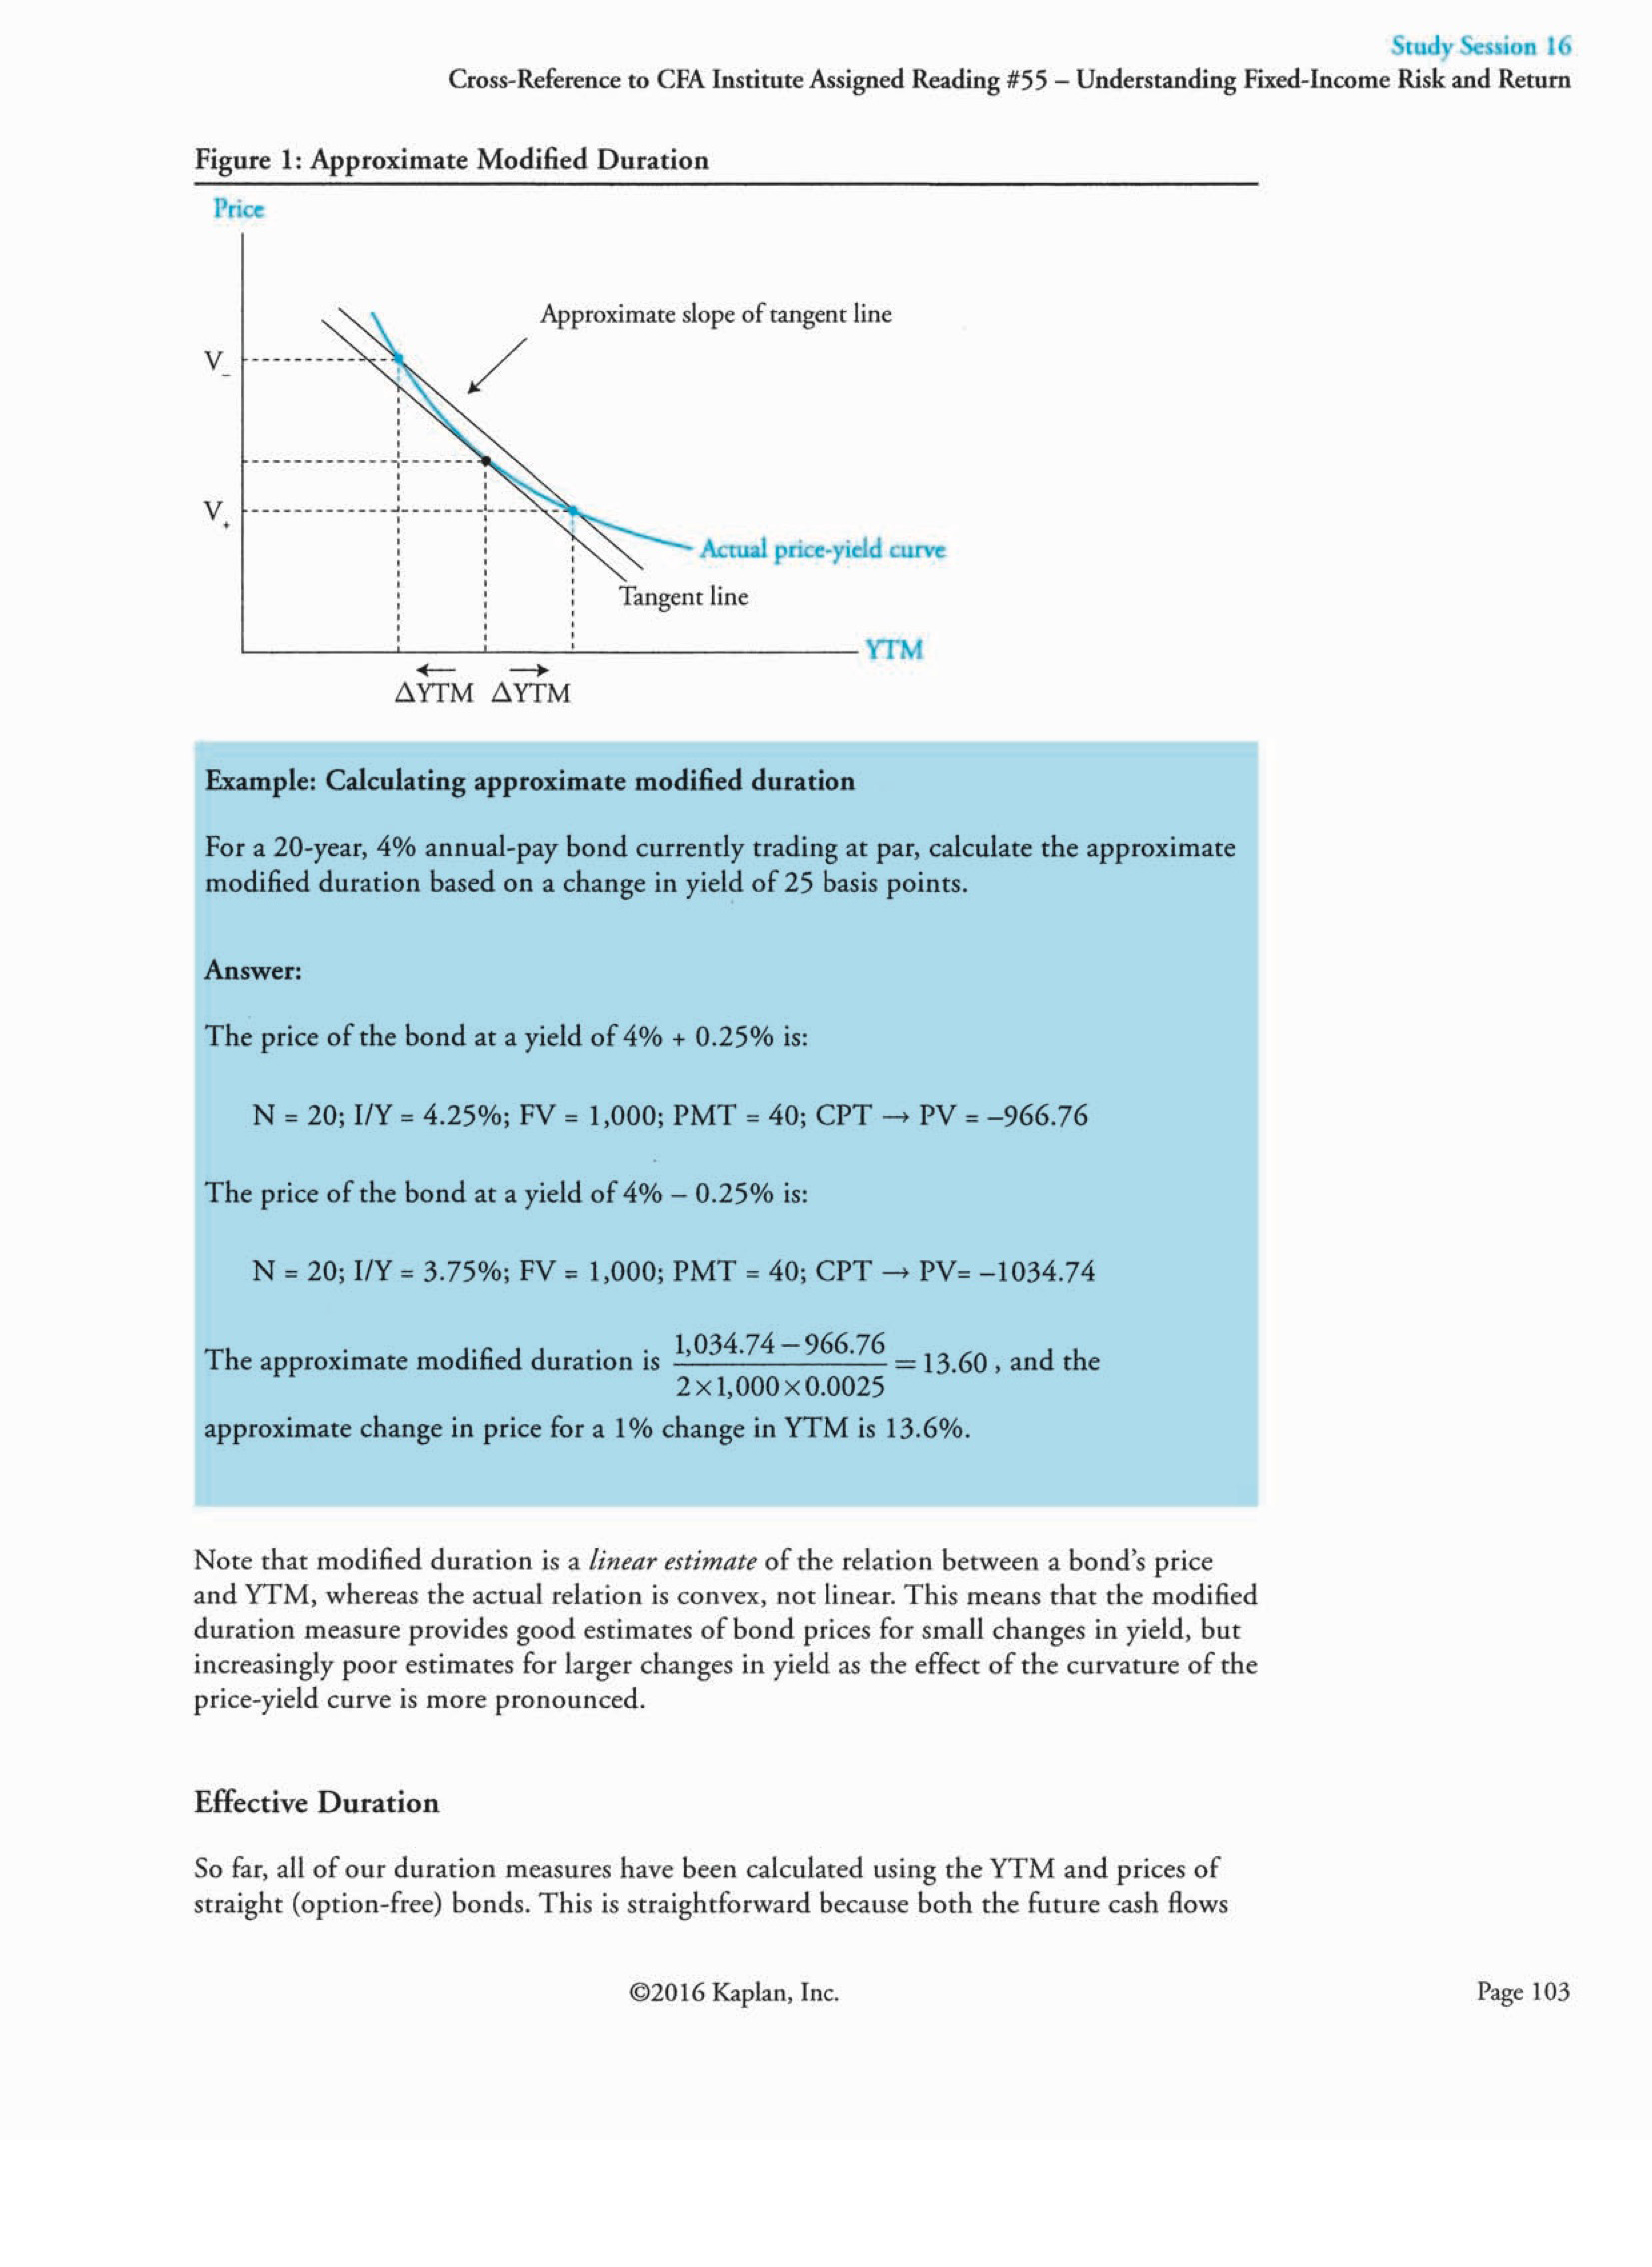 Study Session 16
Cross-Reference to CFA Institute Assigned Reading #55 – Understanding Fixed-Income Risk and Return
Figure 1: Approximate Modified Duration
Price
Approximate slope of tangent line
V_
V+
Actual price-yield curve
Tangent line
YTM
ΔYTM ΔYTM
Example: Calculating approximate modified duration
For a 20-year, 4% annual-pay bond currently trading at par, calculate the approximate
modified duration based on a change in yield of 25 basis points.
Answer:
The price of the bond at a yield of 4% + 0.25% is:
N = 20; I/Y = 4.25%; FV = 1,000; PMT = 40; CPT → PV = –966.76
The price of the bond at a yield of 4% – 0.25% is:
N = 20; I/Y = 3.75%; FV = 1,000; PMT = 40; CPT → PV= –1034.74
The approximate modified duration is (1,034.74 – 966.76) / (2×1,000×0.0025) = 13.60 , and the
approximate change in price for a 1% change in YTM is 13.6%.
Note that modified duration is a linear estimate of the relation between a bond's price
and YTM, whereas the actual relation is convex, not linear. This means that the modified
duration measure provides good estimates of bond prices for small changes in yield, but
increasingly poor estimates for larger changes in yield as the effect of the curvature of the
price-yield curve is more pronounced.
Effective Duration
So far, all of our duration measures have been calculated using the YTM and prices of
straight (option-free) bonds. This is straightforward because both the future cash flows
©2016 Kaplan, Inc.
Page 103